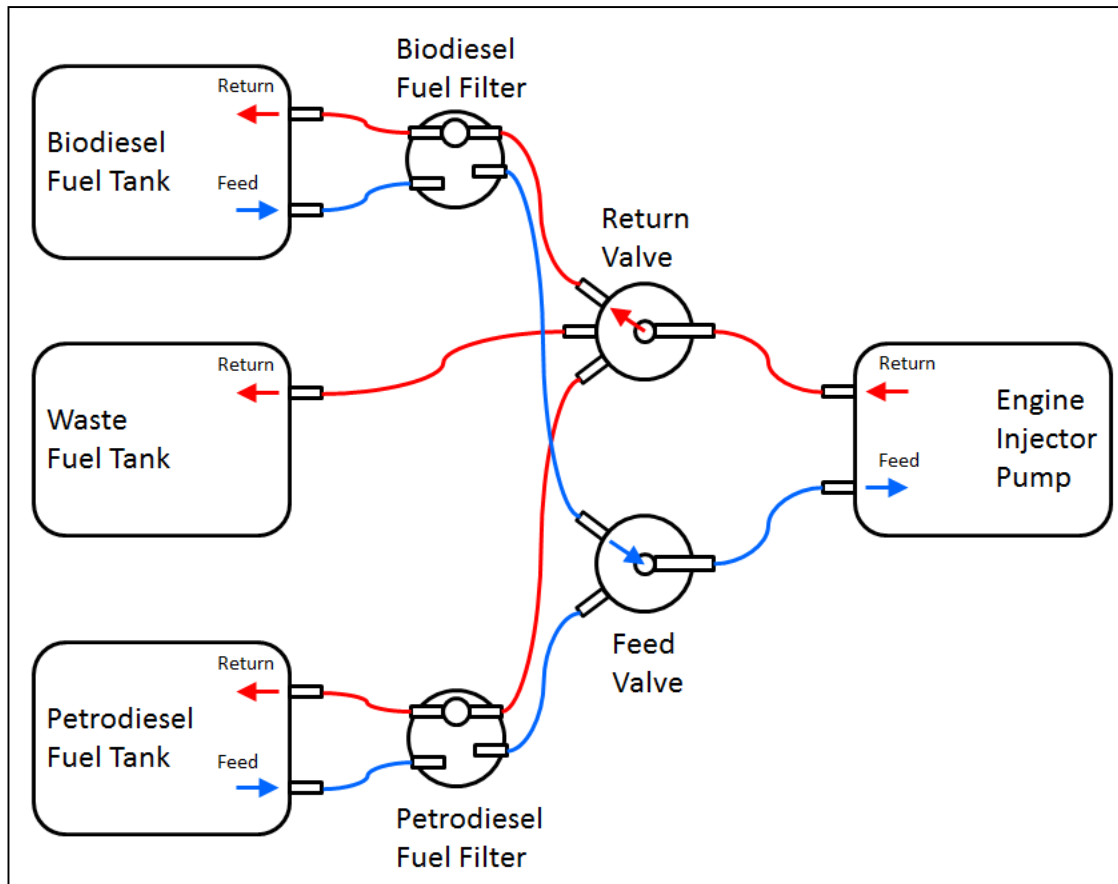 Biodiesel
Fuel Filter
Return
Biodiesel
Fuel Tank
Feed
Return
Valve
Return
Waste
Fuel Tank
Return
Engine
Injector
Pump
Feed
Feed
Valve
Return
Petrodiesel
Fuel Tank
Feed
Petrodiesel
Fuel Filter